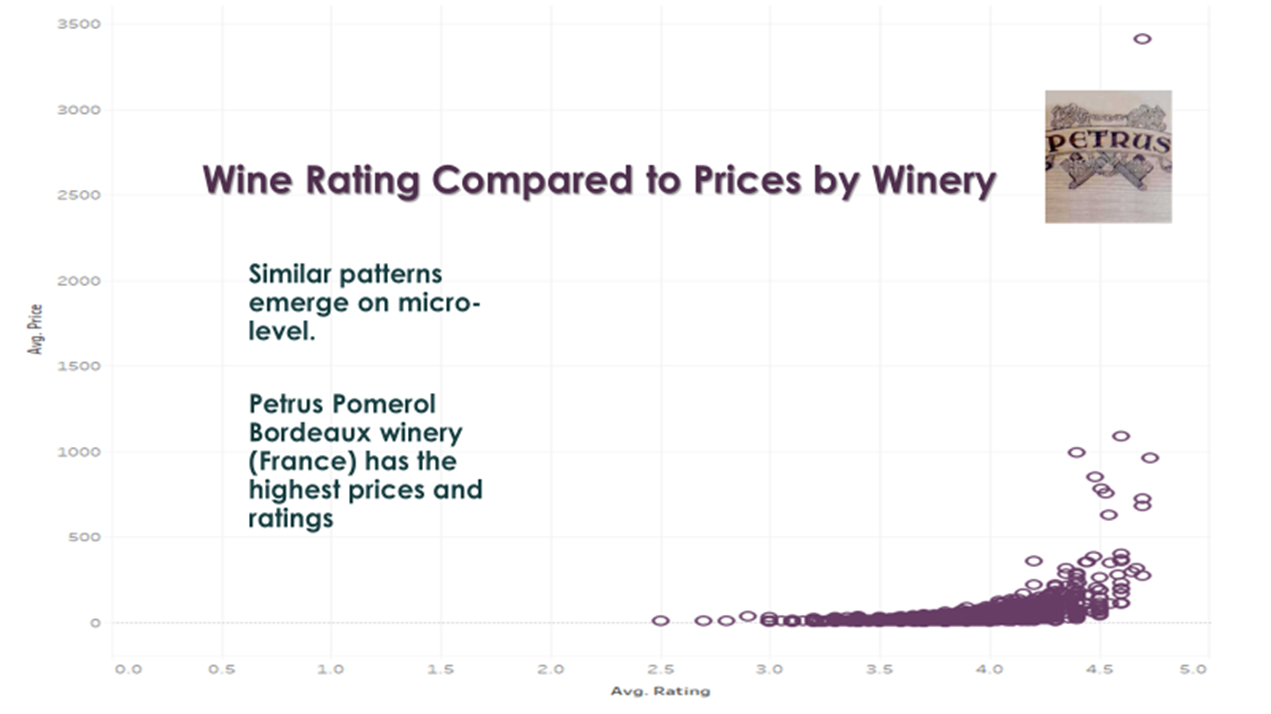 3500
3000
PETRUS
Wine Rating Compared to Prices by Winery
2500
Similar patterns
emerge on micro-
level.
2000
Avg. Price
1500
Petrus Pomerol
Bordeaux winery
(France) has the
highest prices and
ratings
1000
500
0
0.0 0.5 1.0 1.5 2.0 2.5 3.0 3.5 4.0 4.5 5.0
Avg. Rating